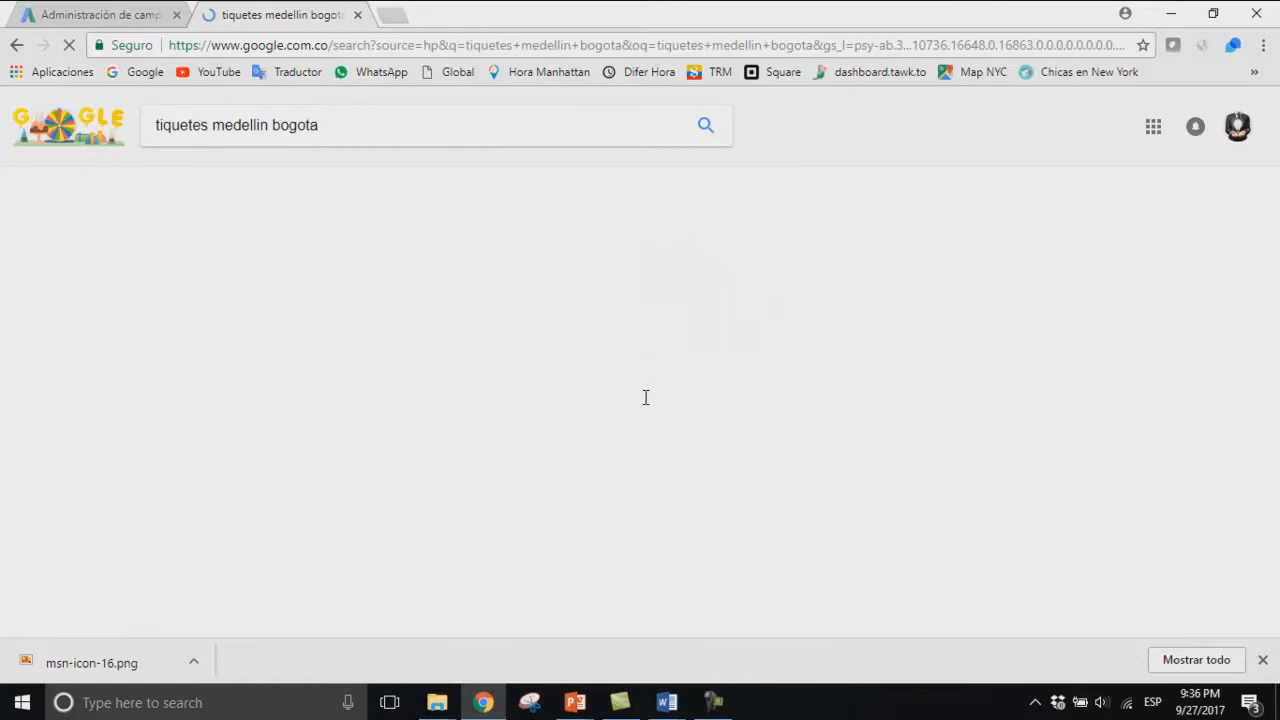 Administración de camp
tiquetes medellin bogota
Seguro
https://www.google.com.co/search?source=hp&q=tiquetes+medellin+bogota&oq=tiquetes+medellin+bogota&gs_l=psy-ab.3...10736.16648.0.16863.0.0.0.0.0.0.0....
Aplicaciones
Google
YouTube
Traductor
WhatsApp
Global
Hora Manhattan
Difer Hora
TRM
Square
dashboard.tawk.to
Map NYC
Chicas en New York
»
GOOGLE
tiquetes medellin bogota
msn-icon-16.png
Mostrar todo
Type here to search
ESP
9:36 PM
9/27/2017
3